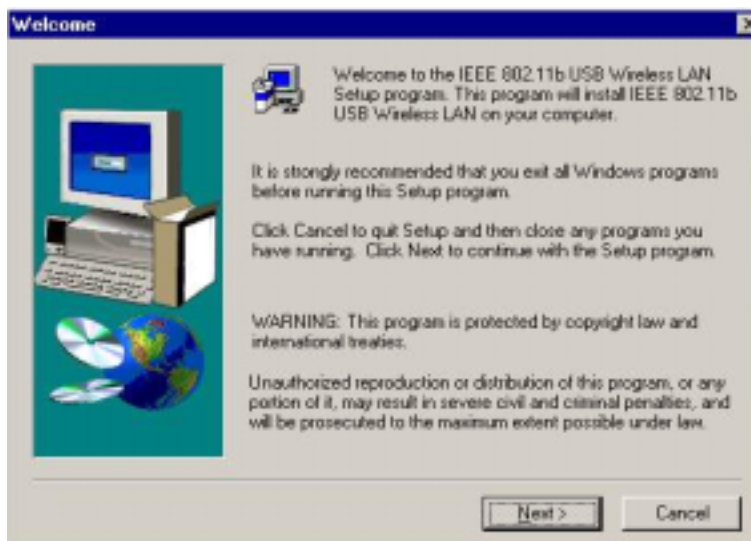 Welcome
Welcome to the IEEE 802.11b USB Wireless LAN
Setup program. This program will install IEEE 802.11b
USB Wireless LAN on your computer.
It is strongly recommended that you exit all Windows programs
before running this Setup program.
Click Cancel to quit Setup and then close any programs you
have running. Click Next to continue with the Setup program.
WARNING: This program is protected by copyright law and
international treaties.
Unauthorized reproduction or distribution of this program, or any
portion of it, may result in severe civil and criminal penalties, and
will be prosecuted to the maximum extent possible under law.
Next >
Cancel